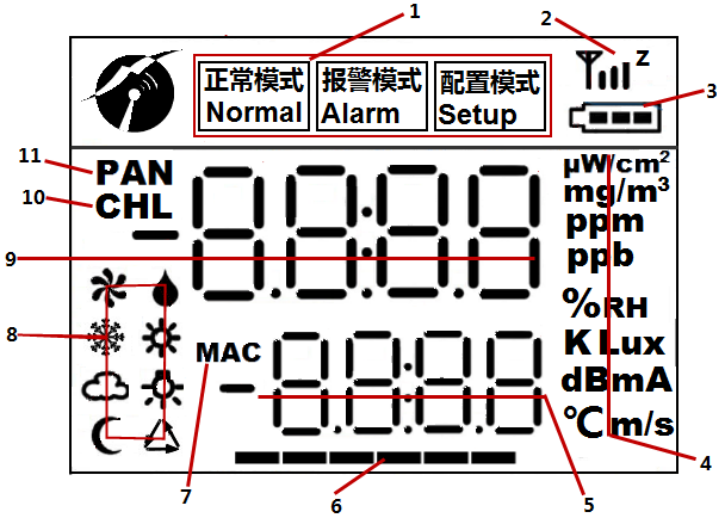 1
2
Z
3
正常模式 报警模式 配置模式
Normal Alarm Setup
11
PAN
10
CHL
9
8
MAC
7
6
5
4
µW/cm²
mg/m³
ppm
ppb
%RH
K Lux
dBmA
℃m/s